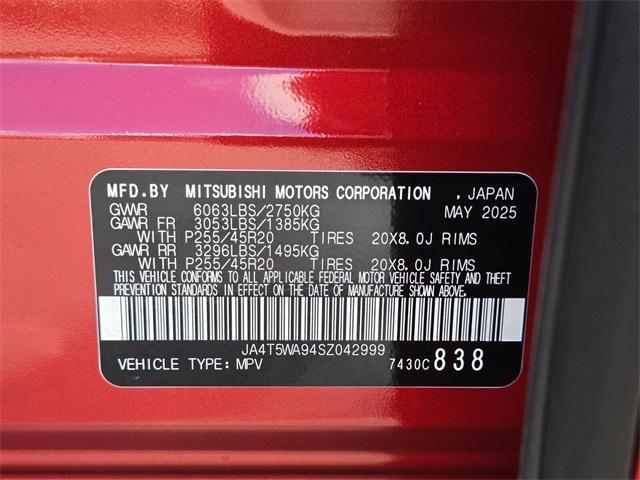 MFD.BY MITSUBISHI MOTORS CORPORATION , JAPAN
GVWR 6063LBS/2750KG MAY 2025
GAWR FR 3053LBS/1385KG
WITH P255/45R20 TIRES 20X8.0J RIMS
GAWR RR 3296LBS/1495KG
WITH P255/45R20 TIRES 20X8.0J RIMS
THIS VEHICLE CONFORMS TO ALL APPLICABLE FEDERAL MOTOR VEHICLE SAFETY AND THEFT
PREVENTION STANDARDS IN EFFECT ON THE DATE OF MANUFACTURE SHOWN ABOVE.
JA4T5WA94SZ042999
VEHICLE TYPE: MPV 7430C 838